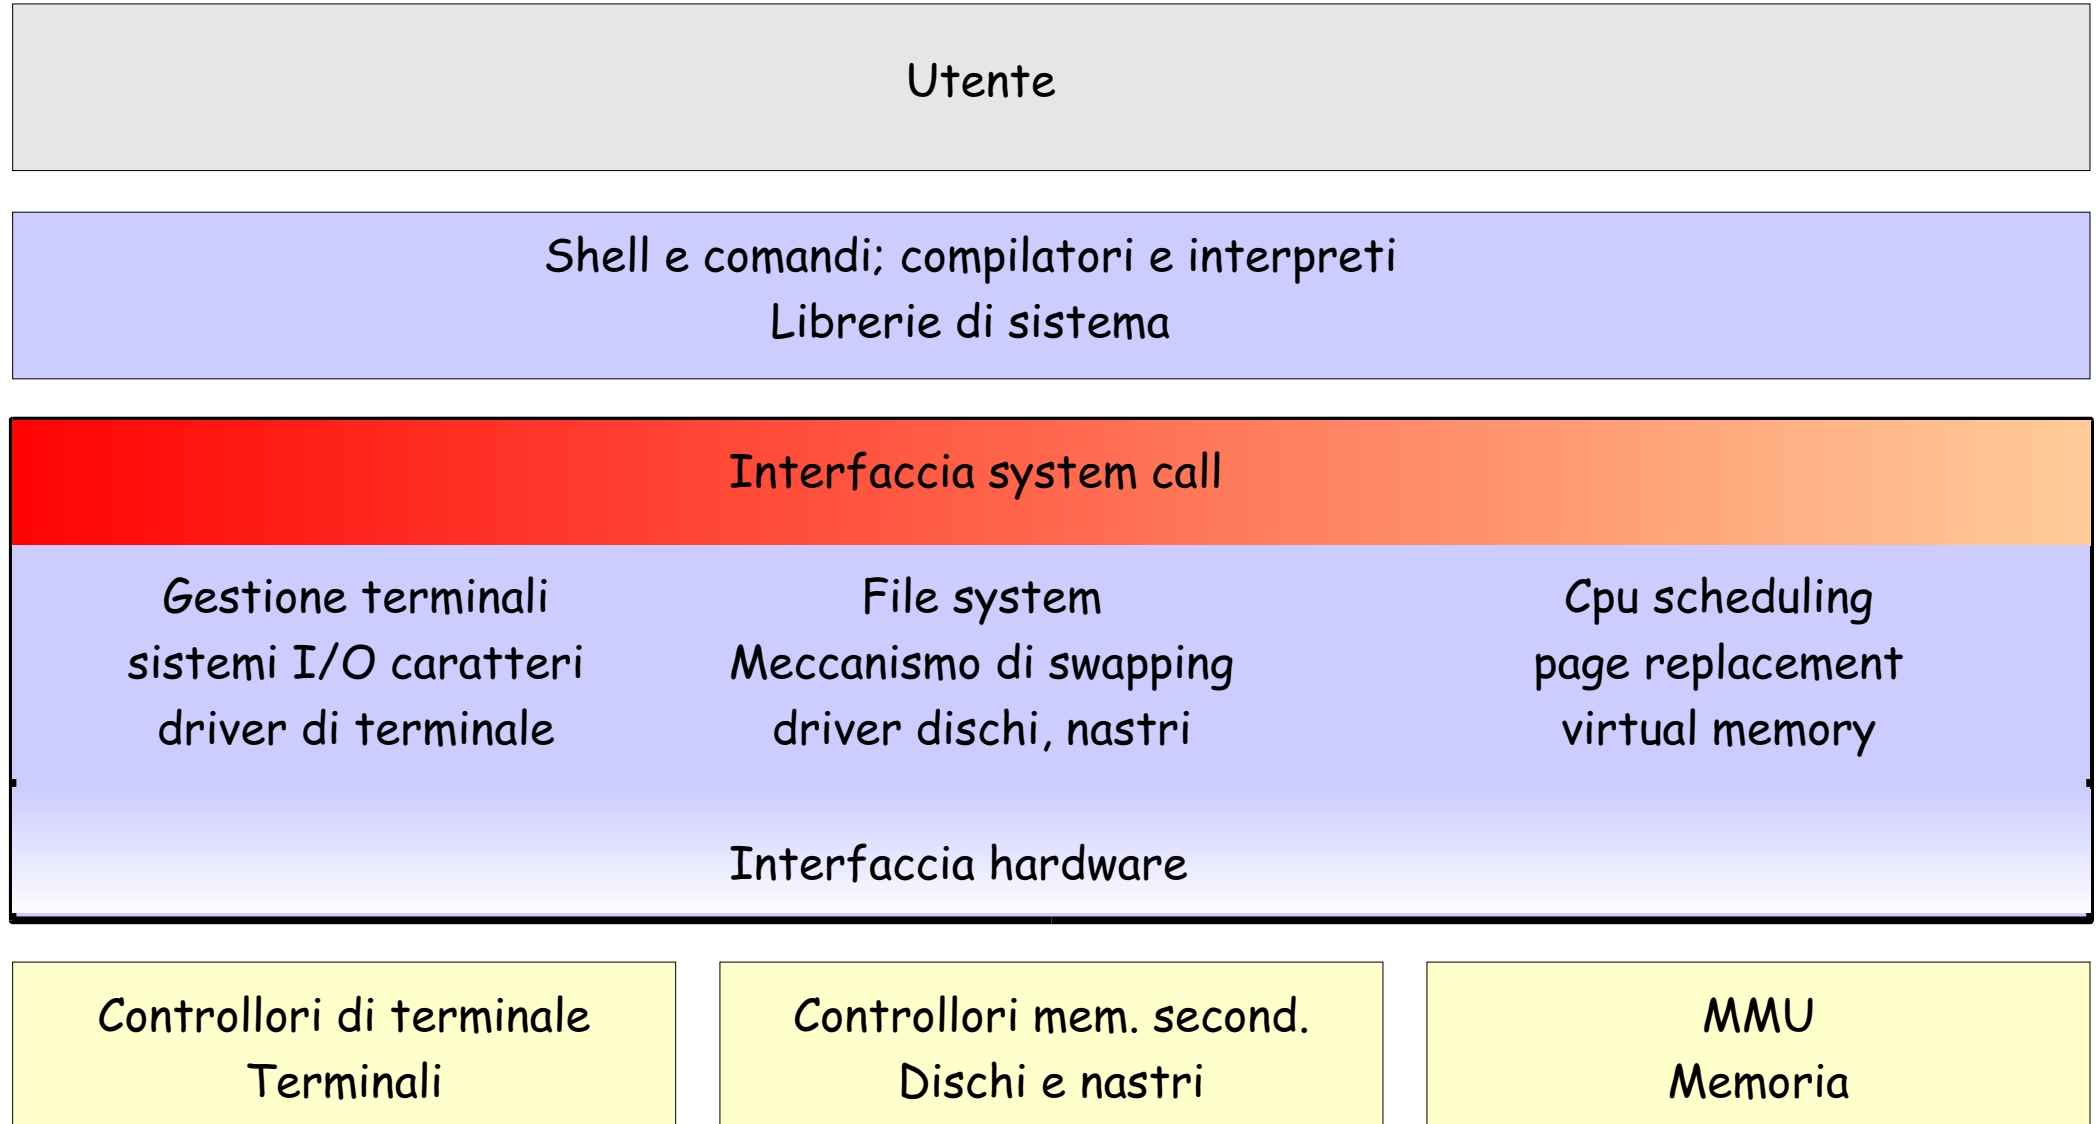 Utente
Shell e comandi; compilatori e interpreti
Librerie di sistema
Interfaccia system call
Gestione terminali
sistemi I/O caratteri
driver di terminale
File system
Meccanismo di swapping
driver dischi, nastri
Cpu scheduling
page replacement
virtual memory
Interfaccia hardware
Controllori di terminale
Terminali
Controllori mem. second.
Dischi e nastri
MMU
Memoria